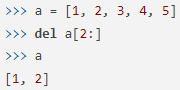 >>> a = [1, 2, 3, 4, 5]
>>> del a[2:]
>>> a
[1, 2]